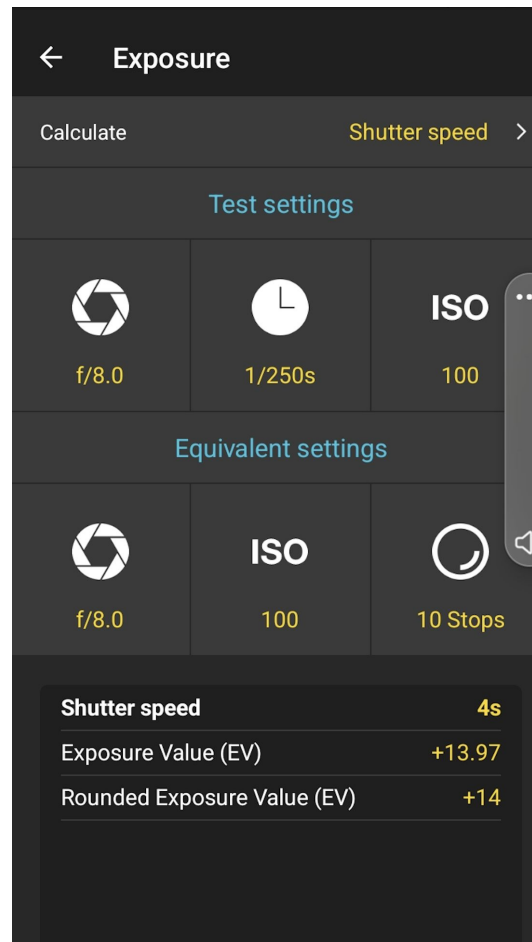 Exposure
Calculate Shutter speed
Test settings
ISO
f/8.0 1/250s 100
Equivalent settings
ISO
f/8.0 100 10 Stops
Shutter speed 4s
Exposure Value (EV) +13.97
Rounded Exposure Value (EV) +14